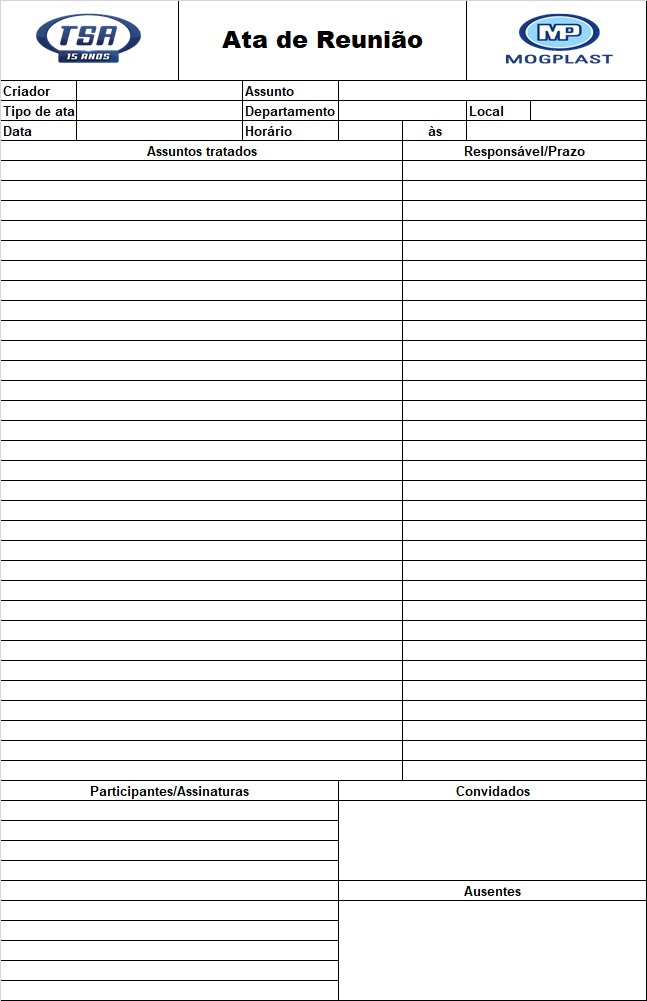 TSA
15 ANOS
Ata de Reunião
MP
MOGPLAST
Criador Assunto
Tipo de ata Departamento Local
Data Horário às
Assuntos tratados Responsável/Prazo
Participantes/Assinaturas Convidados
Ausentes